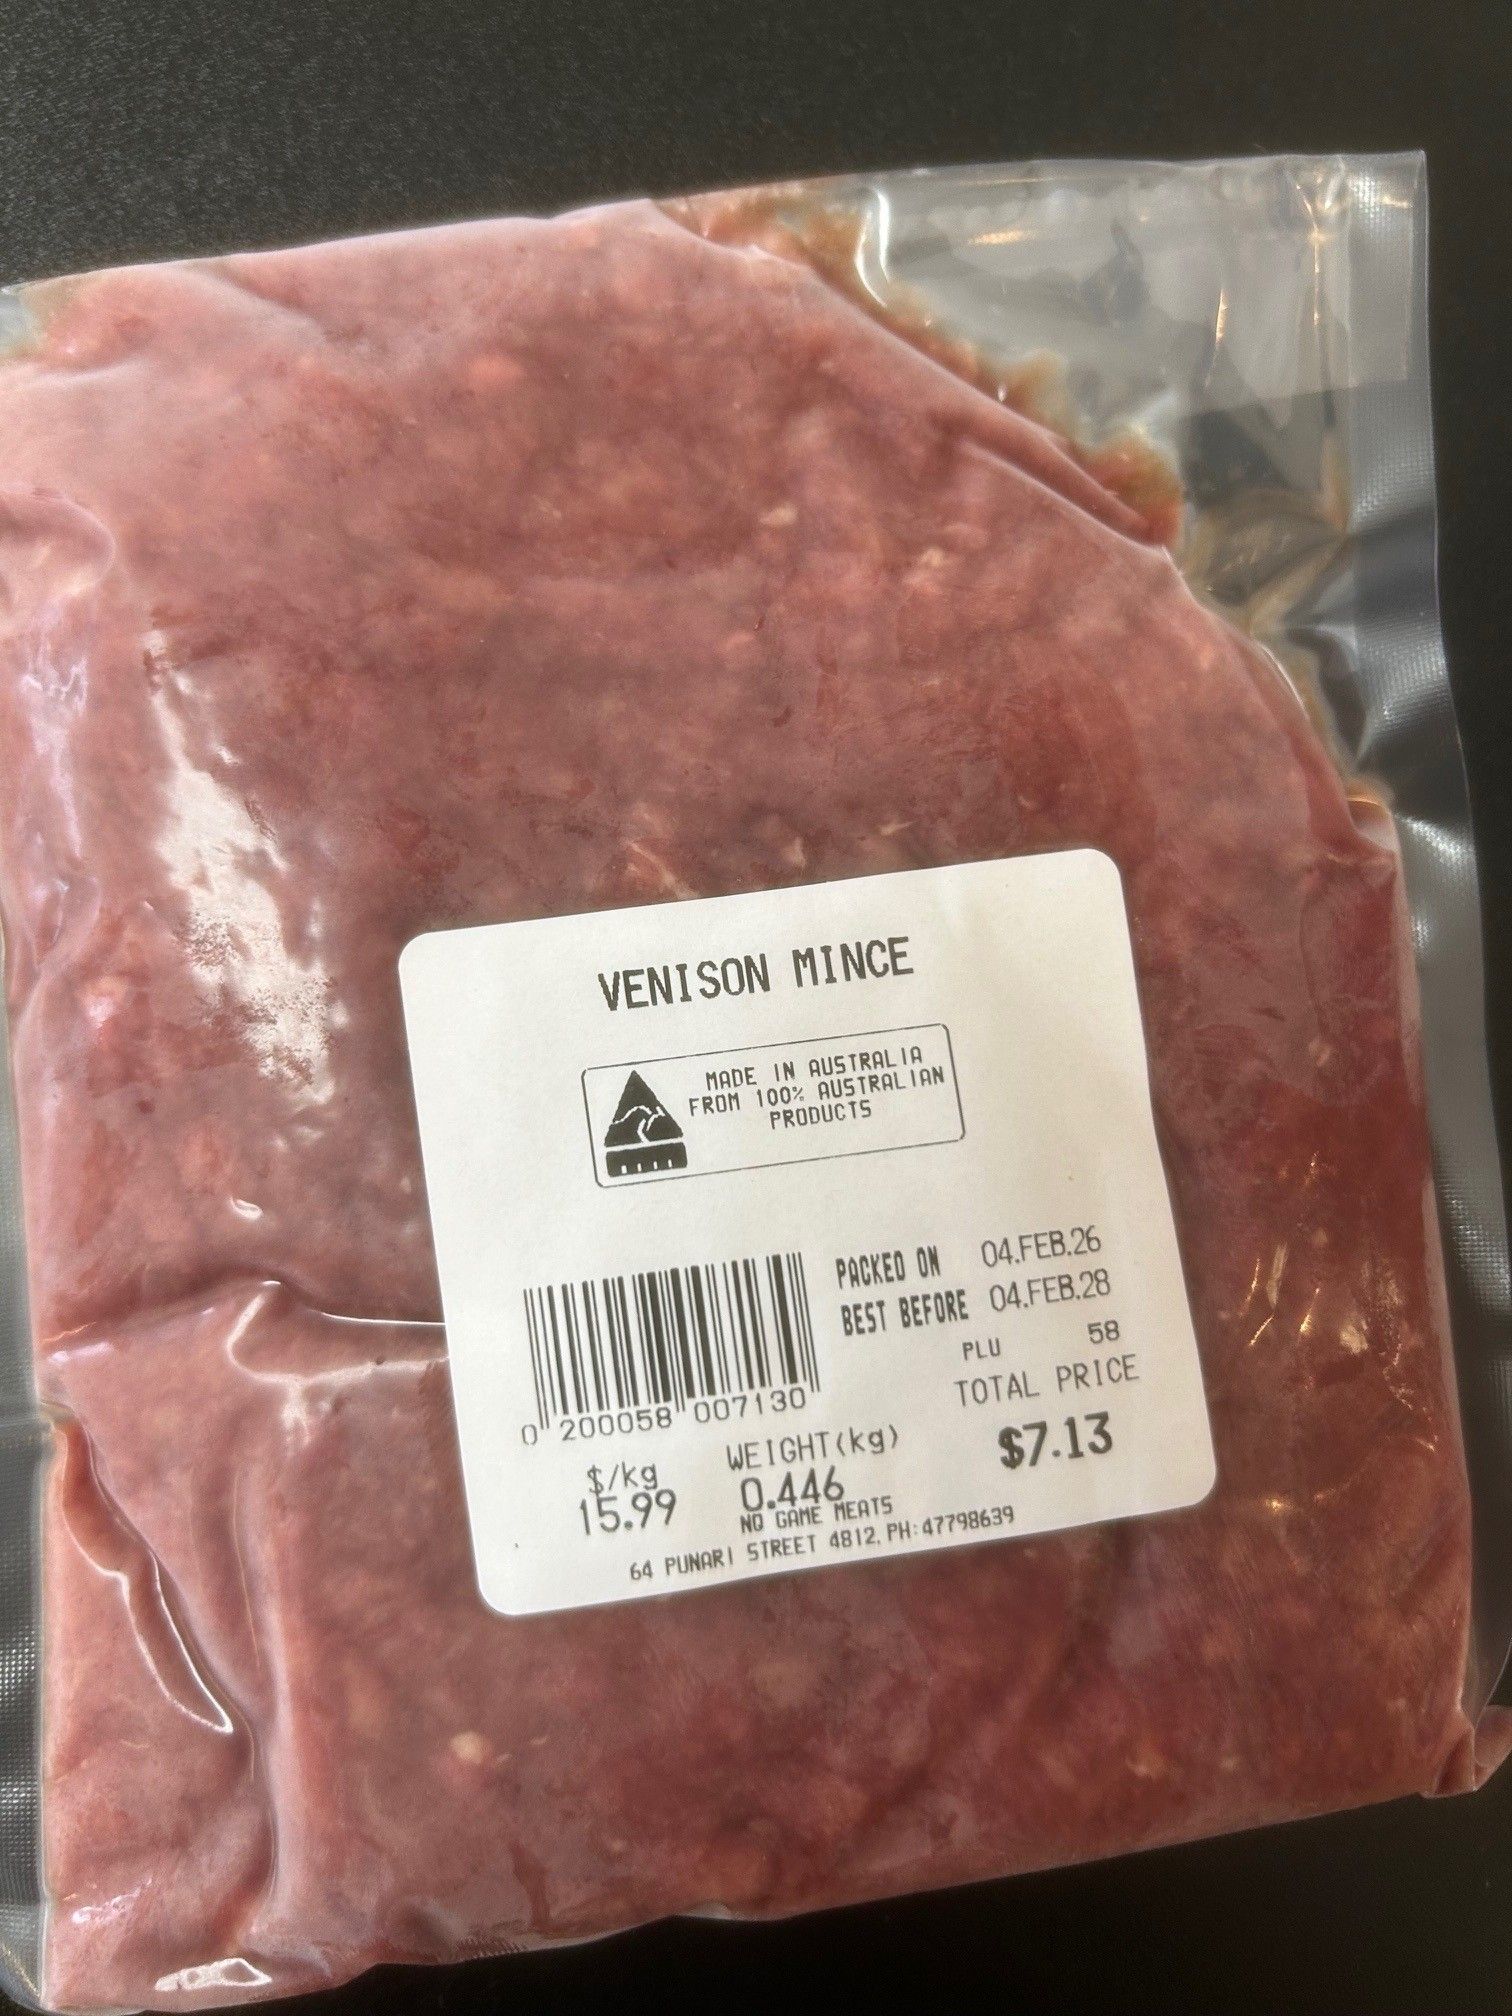 VENISON MINCE
MADE IN AUSTRALIA
FROM 100% AUSTRALIAN
PRODUCTS
PACKED ON 04.FEB.26
BEST BEFORE 04.FEB.28
PLU 58
TOTAL PRICE
$7.13
0 200058 007130
$/kg
15.99
WEIGHT(kg)
0.446
NQ GAME MEATS
64 PUNARI STREET 4812, PH:47798639